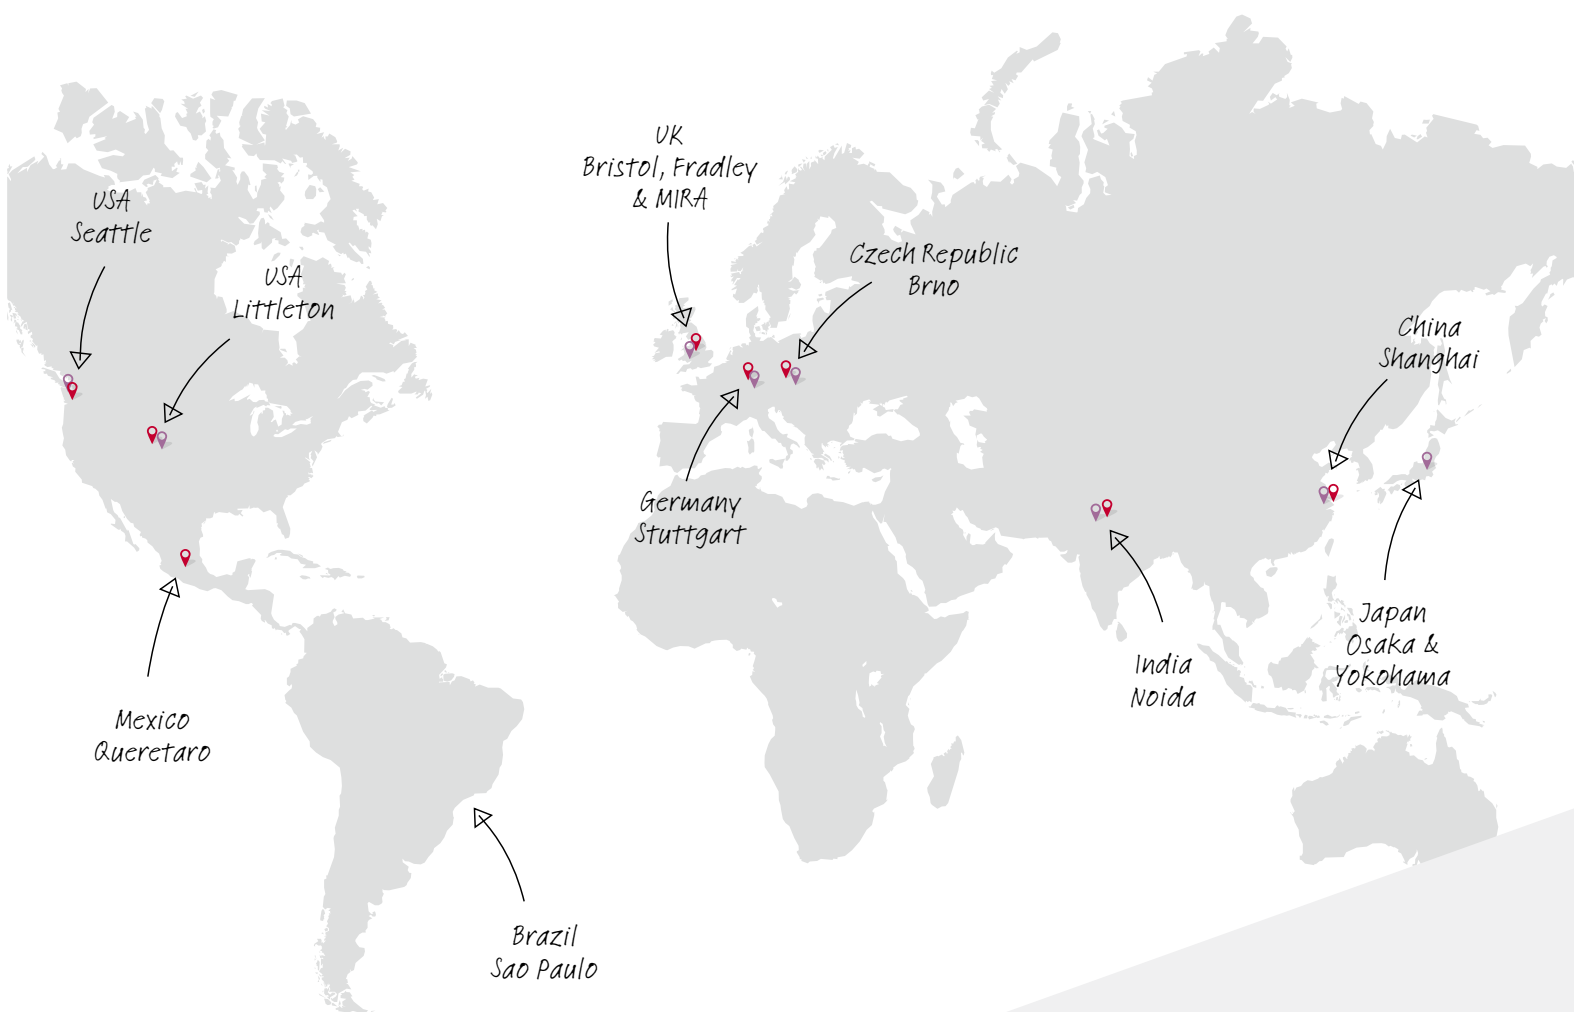 UK
Bristol, Fradley
& MIRA
USA
Seattle
USA
Littleton
Czech Republic
Brno
China
Shanghai
Germany
Stuttgart
Japan
Osaka &
Yokohama
India
Noida
Mexico
Queretaro
Brazil
Sao Paulo